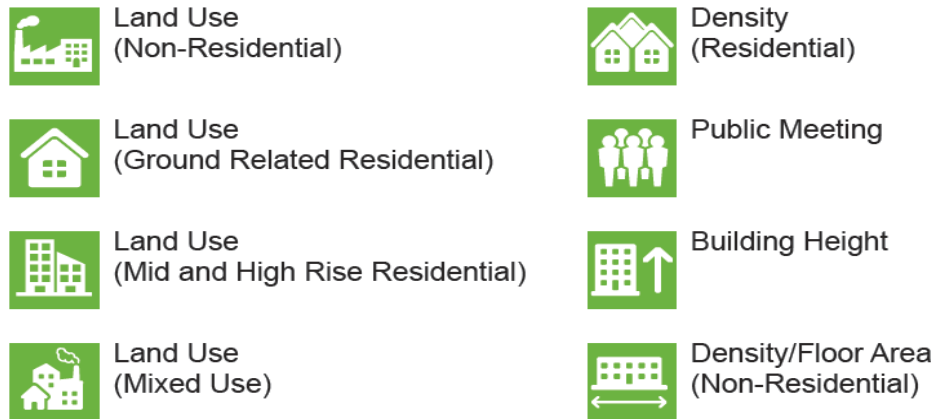 Land Use
(Non-Residential)
Land Use
(Ground Related Residential)
Land Use
(Mid and High Rise Residential)
Land Use
(Mixed Use)
Density
(Residential)
Public Meeting
Building Height
Density/Floor Area
(Non-Residential)